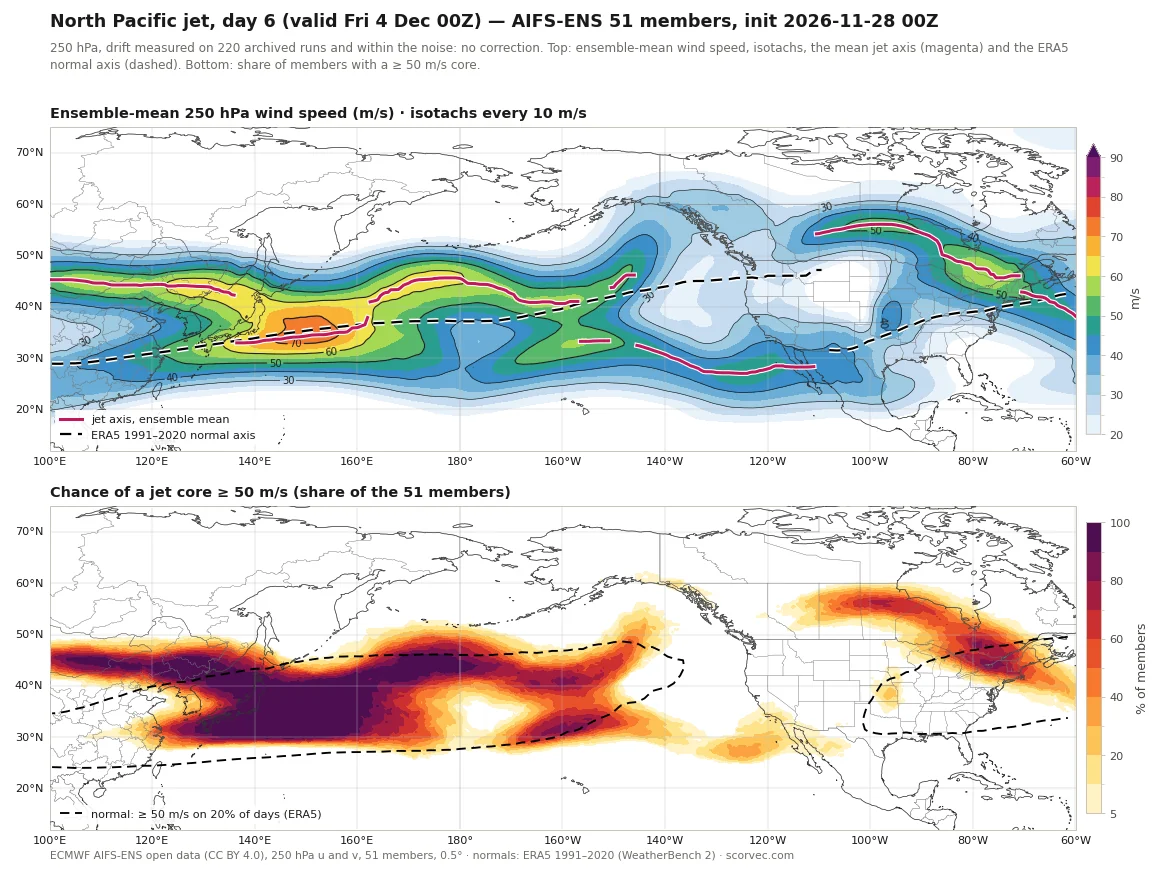 North Pacific jet, day 6 (valid Fri 4 Dec 00Z) — AIFS-ENS 51 members, init 2026-11-28 00Z
250 hPa, drift measured on 220 archived runs and within the noise: no correction. Top: ensemble-mean wind speed, isotachs, the mean jet axis (magenta) and the ERA5
normal axis (dashed). Bottom: share of members with a ≥ 50 m/s core.
Ensemble-mean 250 hPa wind speed (m/s) · isotachs every 10 m/s
70°N
60°N
50°N
40°N
30°N
20°N
30
50
30
40
70
60
50
40
30
50
jet axis, ensemble mean
ERA5 1991–2020 normal axis
100°E 120°E 140°E 160°E 180° 160°W 140°W 120°W 100°W 80°W 60°W
90
80
70
60
50
40
30
20
m/s
Chance of a jet core ≥ 50 m/s (share of the 51 members)
70°N
60°N
50°N
40°N
30°N
20°N
normal: ≥ 50 m/s on 20% of days (ERA5)
100°E 120°E 140°E 160°E 180° 160°W 140°W 120°W 100°W 80°W 60°W
100
80
60
40
20
5
% of members
ECMWF AIFS-ENS open data (CC BY 4.0), 250 hPa u and v, 51 members, 0.5° · normals: ERA5 1991–2020 (WeatherBench 2) · scorvec.com